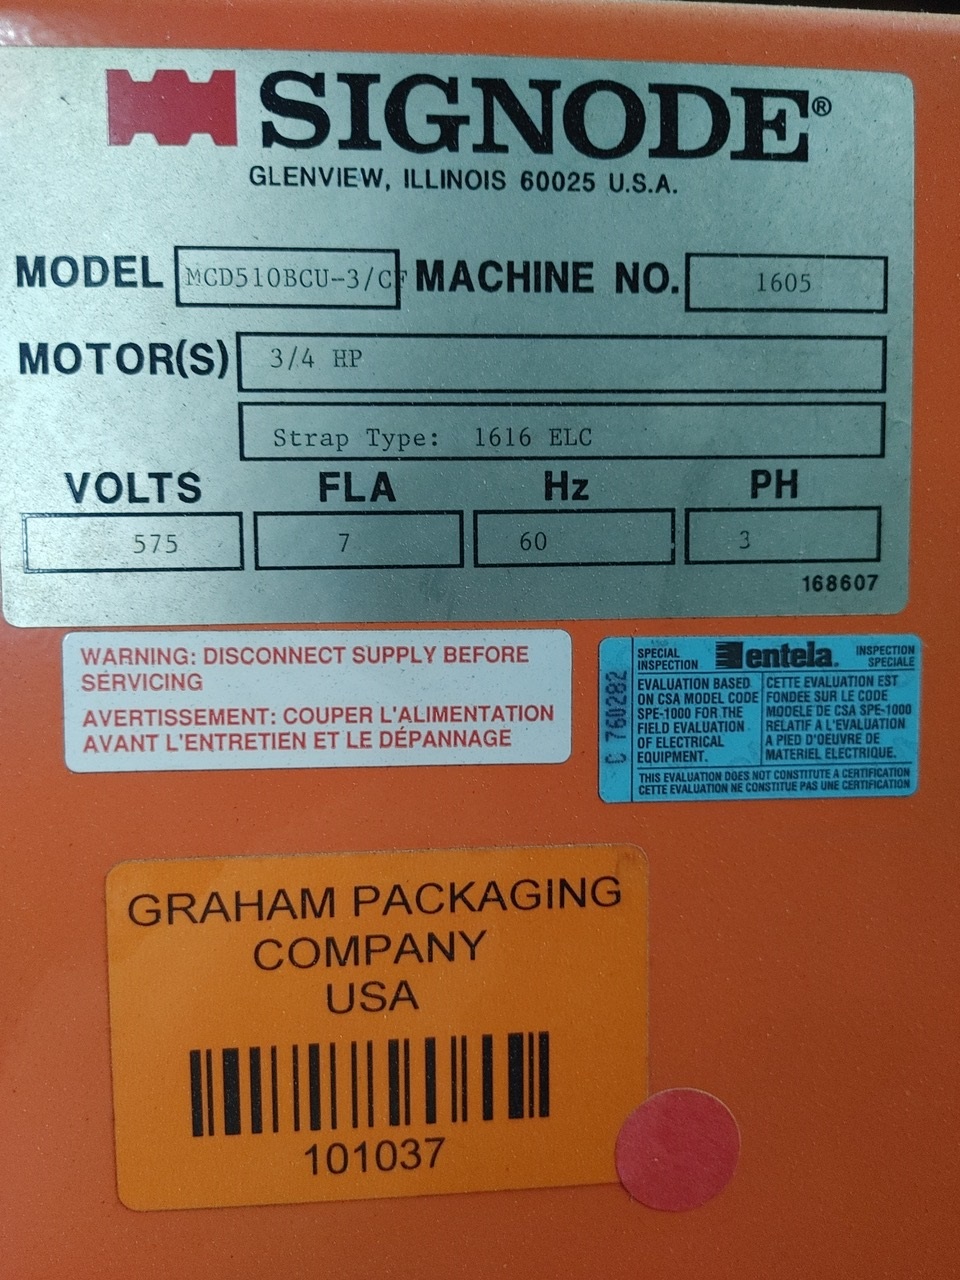 SIGNODE®
GLENVIEW, ILLINOIS 60025 U.S.A.
MODEL MCD510BCU-3/CF MACHINE NO. 1605
MOTOR(S) 3/4 HP
Strap Type: 1616 ELC
VOLTS FLA Hz PH
575 7 60 3
168607
WARNING: DISCONNECT SUPPLY BEFORE
SERVICING
AVERTISSEMENT: COUPER L'ALIMENTATION
AVANT L'ENTRETIEN ET LE DÉPANNAGE
C 760282
SPECIAL
INSPECTION
entela.
INSPECTION
SPECIALE
EVALUATION BASED
ON CSA MODEL CODE
SPE-1000 FOR THE
FIELD EVALUATION
OF ELECTRICAL
EQUIPMENT.
CETTE EVALUATION EST
FONDEE SUR LE CODE
MODELE DE CSA SPE-1000
RELATIF A L'EVALUATION
A PIED D'OEUVRE DE
MATERIEL ELECTRIQUE.
THIS EVALUATION DOES NOT CONSTITUTE A CERTIFICATION
CETTE EVALUATION NE CONSTITUE PAS UNE CERTIFICATION
GRAHAM PACKAGING
COMPANY
USA
101037